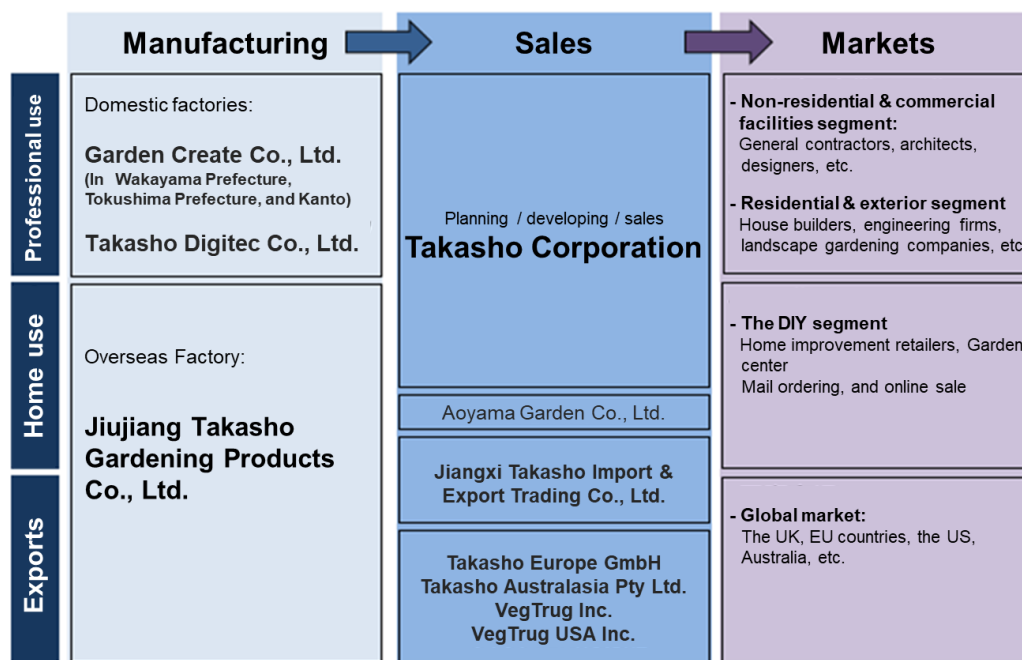 Manufacturing
Sales
Markets
Professional use
Domestic factories:
Garden Create Co., Ltd.
(In Wakayama Prefecture,
Tokushima Prefecture, and Kanto)
Takasho Digitec Co., Ltd.
Planning / developing / sales
Takasho Corporation
- Non-residential & commercial
facilities segment:
General contractors, architects,
designers, etc.
- Residential & exterior segment
House builders, engineering firms,
landscape gardening companies, etc
Home use
Overseas Factory:
Jiujiang Takasho
Gardening Products
Co., Ltd.
Aoyama Garden Co., Ltd.
- The DIY segment
Home improvement retailers, Garden
center
Mail ordering, and online sale
Exports
Jiangxi Takasho Import &
Export Trading Co., Ltd.
Takasho Europe GmbH
Takasho Australasia Pty Ltd.
VegTrug Inc.
VegTrug USA Inc.
- Global market:
The UK, EU countries, the US,
Australia, etc.